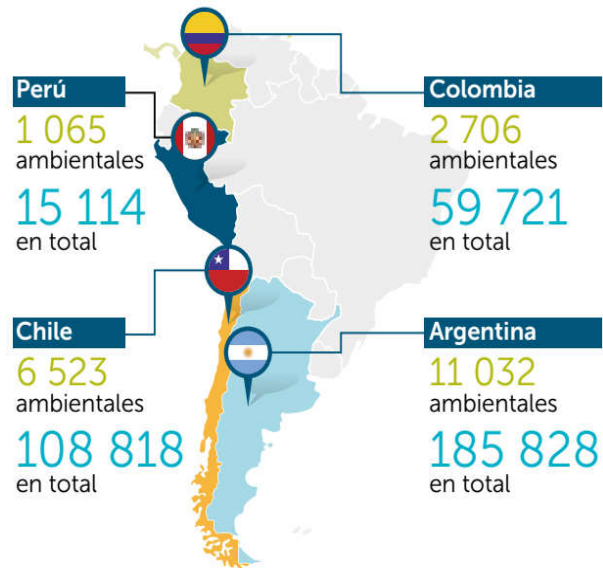 Perú
1 065
ambientales
15 114
en total
Colombia
2 706
ambientales
59 721
en total
Chile
6 523
ambientales
108 818
en total
Argentina
11 032
ambientales
185 828
en total